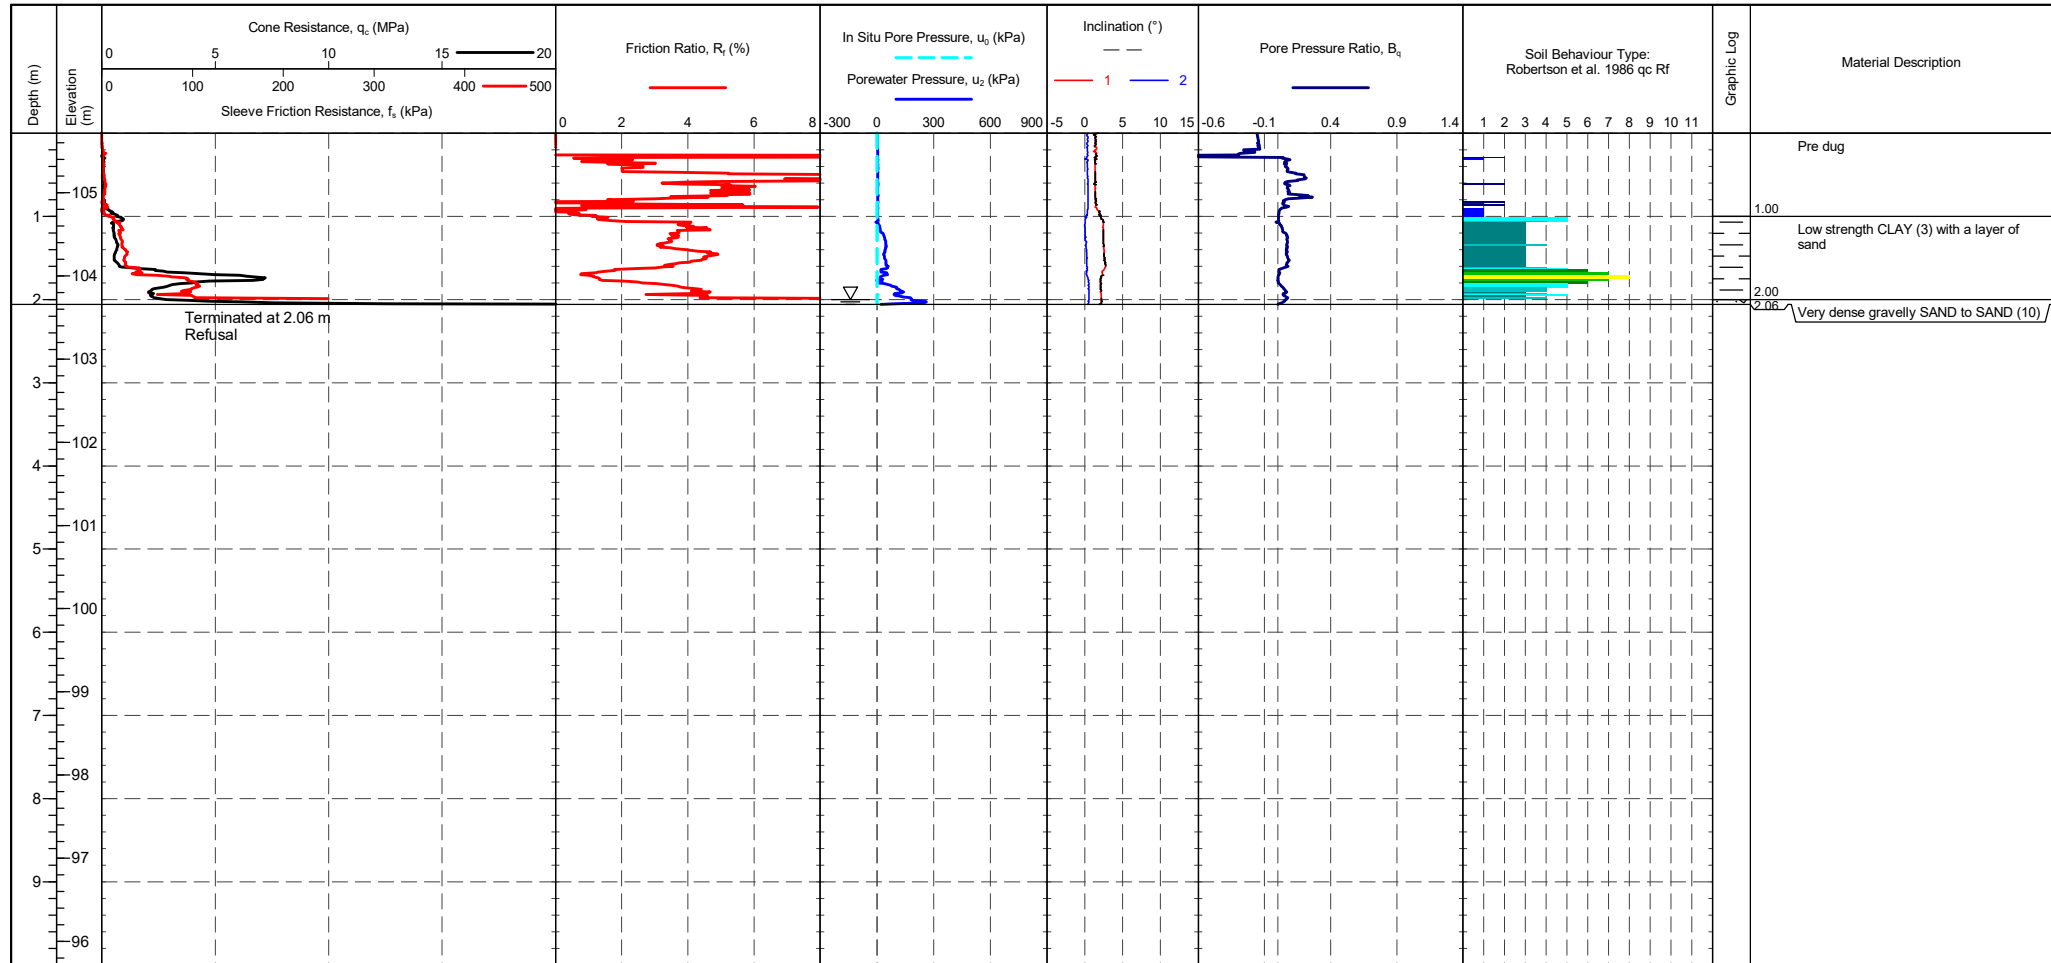 Depth (m)
Elevation (m)
Cone Resistance, qc (MPa)
0 5 10 15 20
0 100 200 300 400 500
Sleeve Friction Resistance, fs (kPa)
Friction Ratio, Rf (%)
0 2 4 6 8
In Situ Pore Pressure, u0 (kPa)
Porewater Pressure, u2 (kPa)
-300 0 300 600 900
Inclination (°)
1 2
-5 0 5 10 15
Pore Pressure Ratio, Bq
-0.6 -0.1 0.4 0.9 1.4
Soil Behaviour Type:
Robertson et al. 1986 qc Rf
1 2 3 4 5 6 7 8 9 10 11
Graphic Log
Material Description
Pre dug
105
1
1.00
Low strength CLAY (3) with a layer of
sand
104
2
2.00
2.06
Very dense gravelly SAND to SAND (10)
Terminated at 2.06 m
Refusal
103
3
102
4
101
5
100
6
99
7
98
8
97
9
96